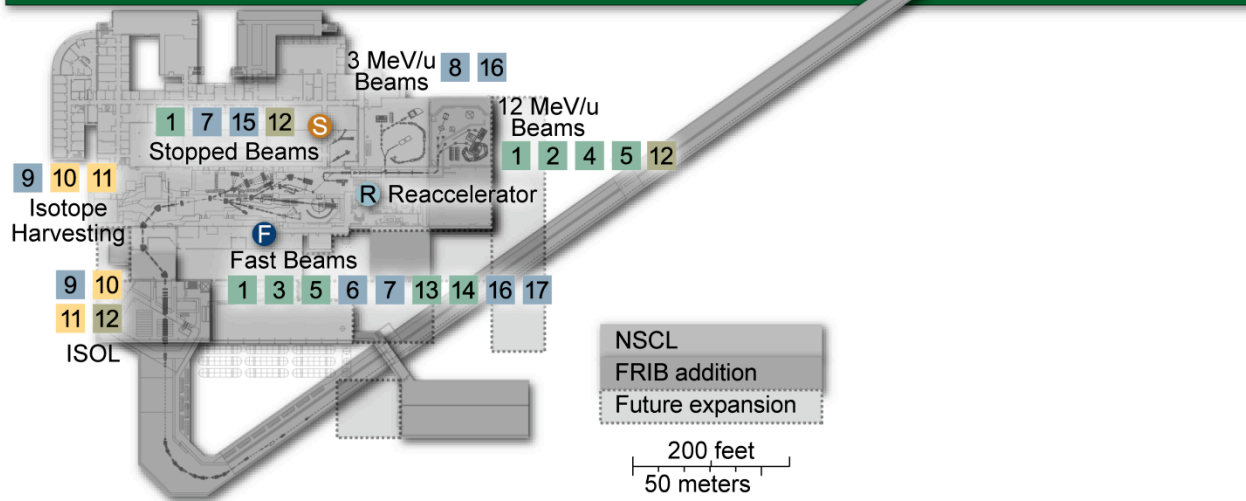 3 MeV/u
Beams
8 16
12 MeV/u
Beams
1 2 4 5 12
1 7 15 12
S
Stopped Beams
9 10 11
Isotope
Harvesting
R Reaccelerator
F
Fast Beams
1 3 5 6 7 13 14 16 17
9 10
11 12
ISOL
NSCL
FRIB addition
Future expansion
200 feet
50 meters